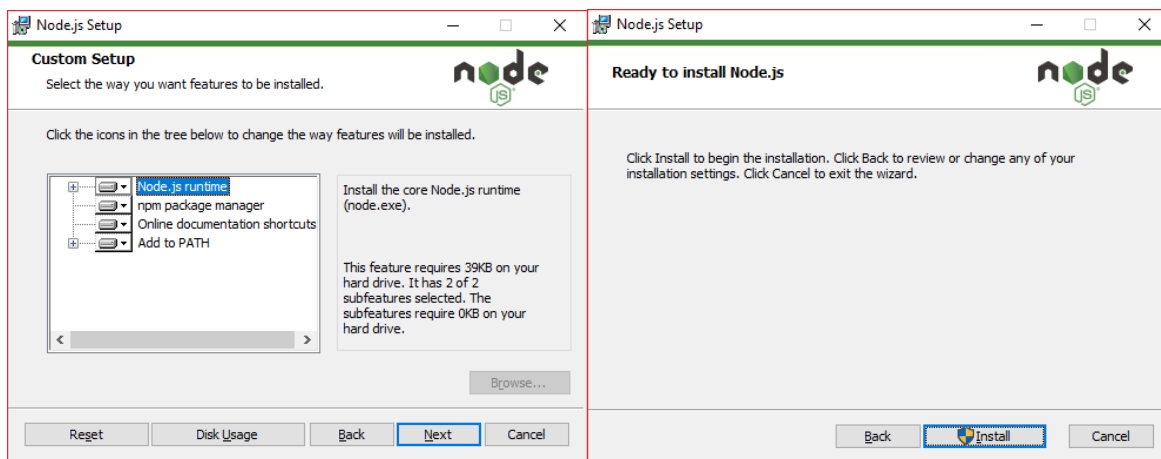 Node.js Setup
Custom Setup
Select the way you want features to be installed.
node
JS
Click the icons in the tree below to change the way features will be installed.
Node.js runtime
npm package manager
Online documentation shortcuts
Add to PATH
Install the core Node.js runtime
(node.exe).
This feature requires 39KB on your
hard drive. It has 2 of 2
subfeatures selected. The
subfeatures require 0KB on your
hard drive.
Browse...
Reset
Disk Usage
Back
Next
Cancel
Node.js Setup
Ready to install Node.js
node
JS
Click Install to begin the installation. Click Back to review or change any of your
installation settings. Click Cancel to exit the wizard.
Back
Install
Cancel